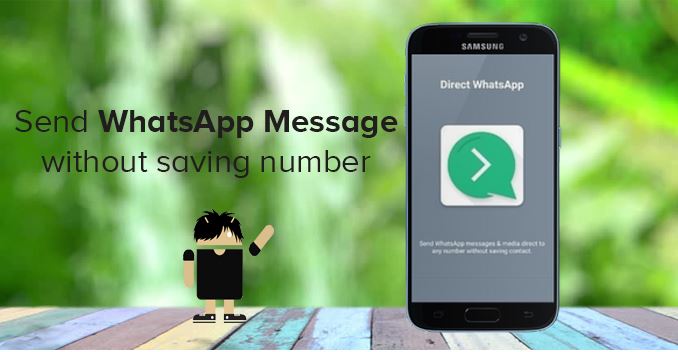 Send WhatsApp Message
without saving number
SAMSUNG
Direct WhatsApp
Send WhatsApp messages & media direct to
any number without saving contact.